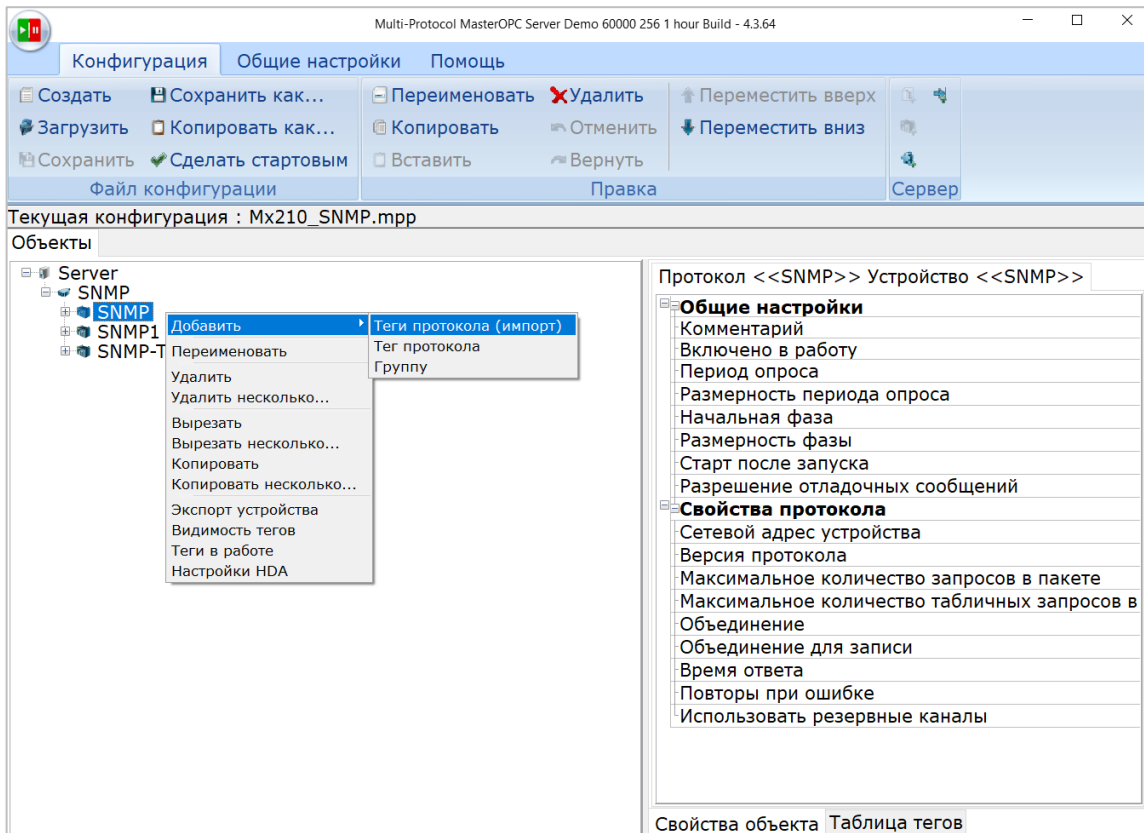 Multi-Protocol MasterOPC Server Demo 60000 256 1 hour Build - 4.3.64
Конфигурация Общие настройки Помощь
Создать Сохранить как... Переименовать Удалить Переместить вверх
Загрузить Копировать как... Копировать Отменить Переместить вниз
Сохранить Сделать стартовым Вставить Вернуть
Файл конфигурации Правка Сервер
Текущая конфигурация : Mx210_SNMP.mpp
Объекты
Server
SNMP
SNMP
SNMP1
SNMP-T
Добавить
Переименовать
Удалить
Удалить несколько...
Вырезать
Вырезать несколько...
Копировать
Копировать несколько...
Экспорт устройства
Видимость тегов
Теги в работе
Настройки HDA
Теги протокола (импорт)
Тег протокола
Группу
Протокол <<SNMP>> Устройство <<SNMP>>
Общие настройки
Комментарий
Включено в работу
Период опроса
Размерность периода опроса
Начальная фаза
Размерность фазы
Старт после запуска
Разрешение отладочных сообщений
Свойства протокола
Сетевой адрес устройства
Версия протокола
Максимальное количество запросов в пакете
Максимальное количество табличных запросов в
Объединение
Объединение для записи
Время ответа
Повторы при ошибке
Использовать резервные каналы
Свойства объекта Таблица тегов